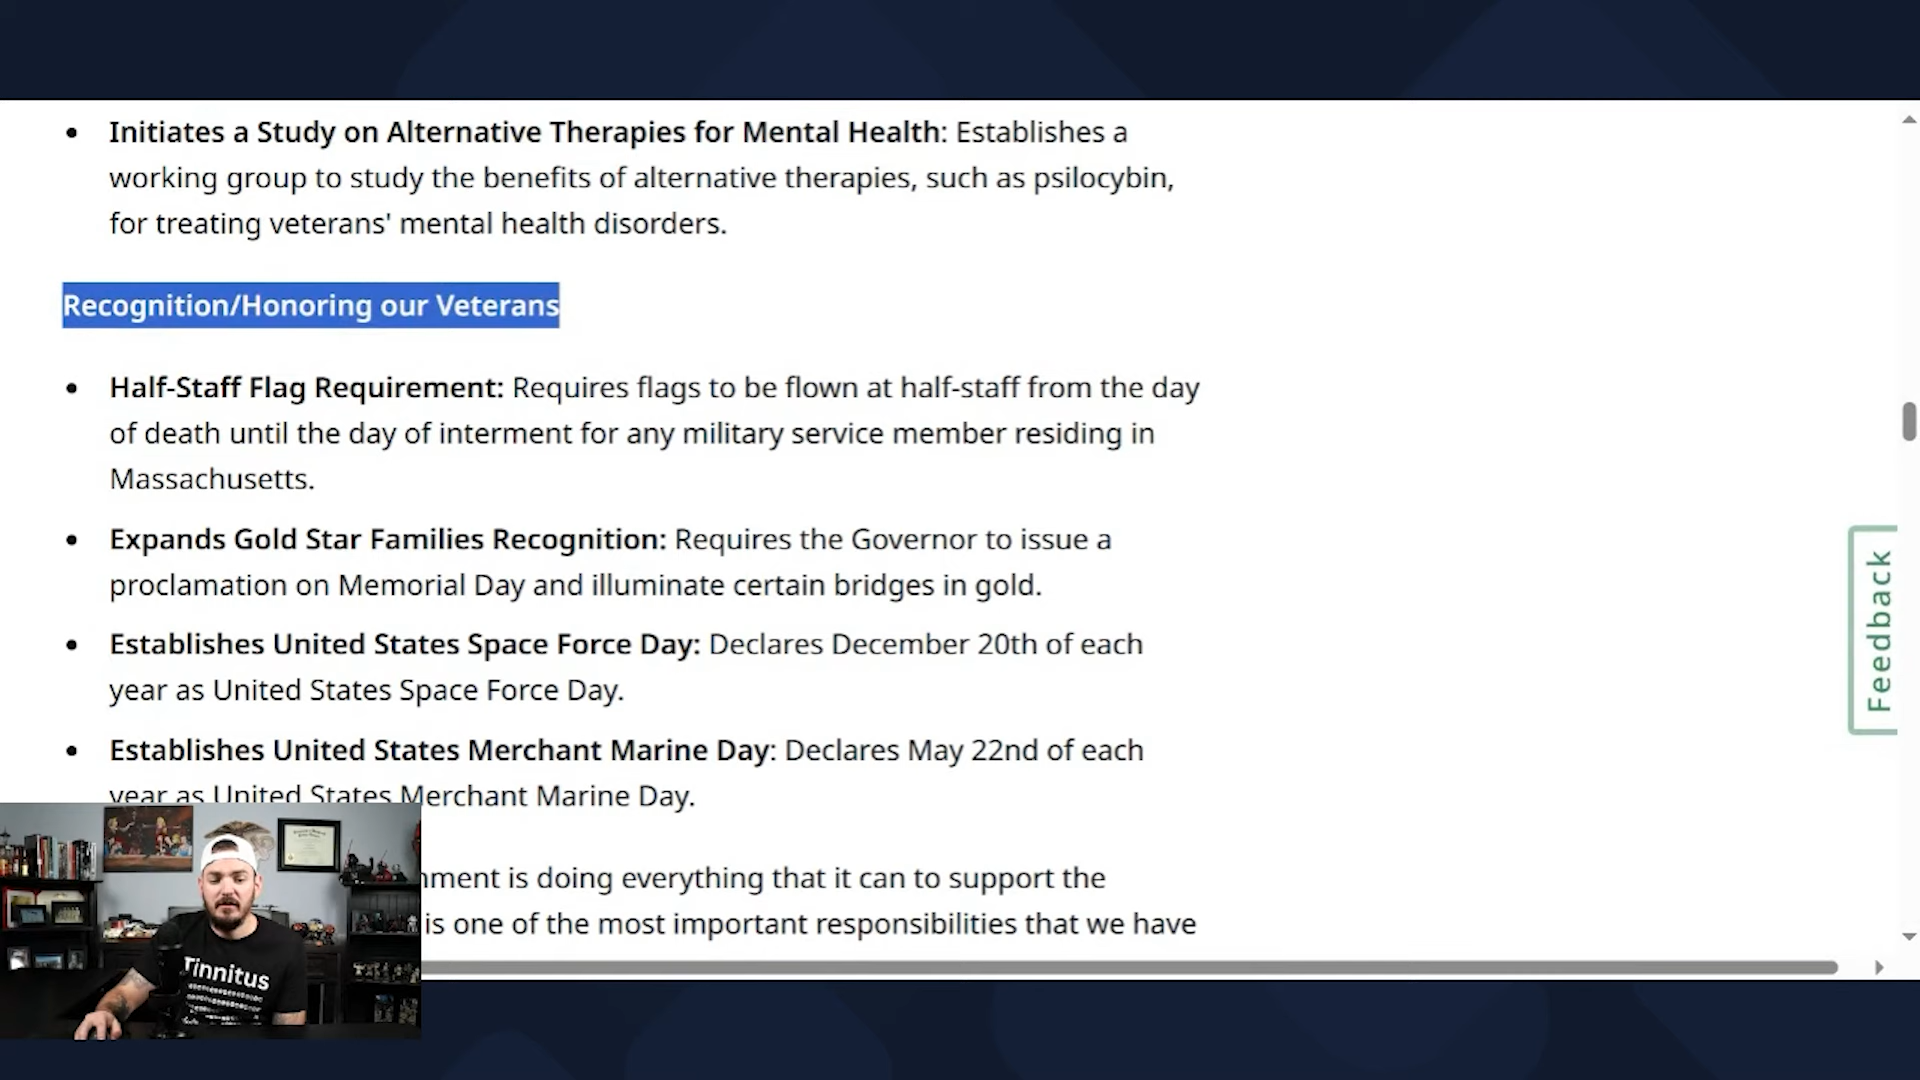 Initiates a Study on Alternative Therapies for Mental Health: Establishes a
working group to study the benefits of alternative therapies, such as psilocybin,
for treating veterans' mental health disorders.
Recognition/Honoring our Veterans
Half-Staff Flag Requirement: Requires flags to be flown at half-staff from the day
of death until the day of interment for any military service member residing in
Massachusetts.
Expands Gold Star Families Recognition: Requires the Governor to issue a
proclamation on Memorial Day and illuminate certain bridges in gold.
Establishes United States Space Force Day: Declares December 20th of each
year as United States Space Force Day.
Establishes United States Merchant Marine Day: Declares May 22nd of each
year as United States Merchant Marine Day.
nment is doing everything that it can to support the
is one of the most important responsibilities that we have
Feedback
Tinnitus